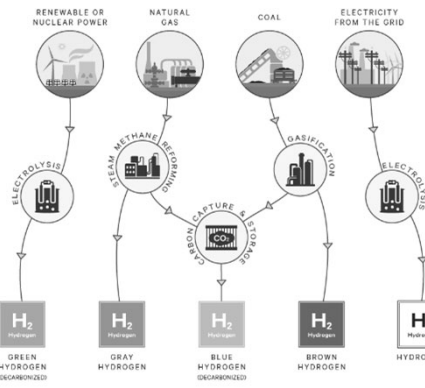 RENEWABLE OR
NUCLEAR POWER
NATURAL
GAS
COAL
ELECTRICITY
FROM THE GRID
ELECTROLYSIS
STEAM METHANE REFORMING
GASIFICATION
ELECTROLYSIS
CARBON CAPTURE & STORAGE
CO₂
H₂
Hydrogen
H₂
Hydrogen
H₂
Hydrogen
H₂
Hydrogen
H
Hydro
GREEN
HYDROGEN
(DECARBONIZED)
GRAY
HYDROGEN
BLUE
HYDROGEN
(DECARBONIZED)
BROWN
HYDROGEN
HYDRO